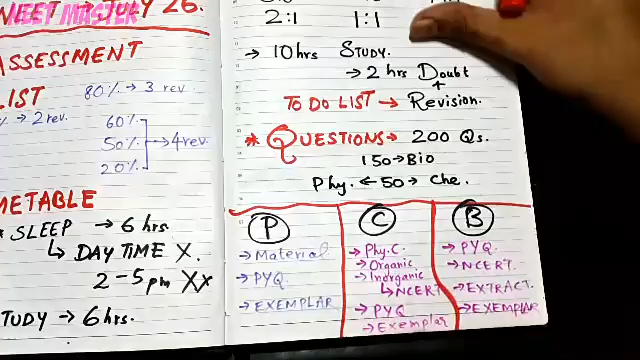 NEET STUDY 26.
NEET MASTER
ASSESSMENT
LIST
80% → 3 rev
% → 2 rev.
60%
50% → 4 rev.
20%
METABLE
* SLEEP → 6 hrs
↳ DAY TIME X.
2-5 pm XX
TUDY → 6 hrs.
2:1 1:1
→ 10 hrs STUDY.
→ 2 hrs Doubt
+
TO DO LIST → Revision.
* QUESTIONS → 200 Qs.
150 → Bio
Phy. ← 50 → Che.
P
→ Material
→ PYQ
→ EXEMPLAR
C
→ Phy. C
→ Organic
→ Inorganic
↳ NCERT
→ PYQ
→ Exemplar
B
→ PYQ.
→ NCERT.
→ EXTRACT.
→ EXEMPLAR